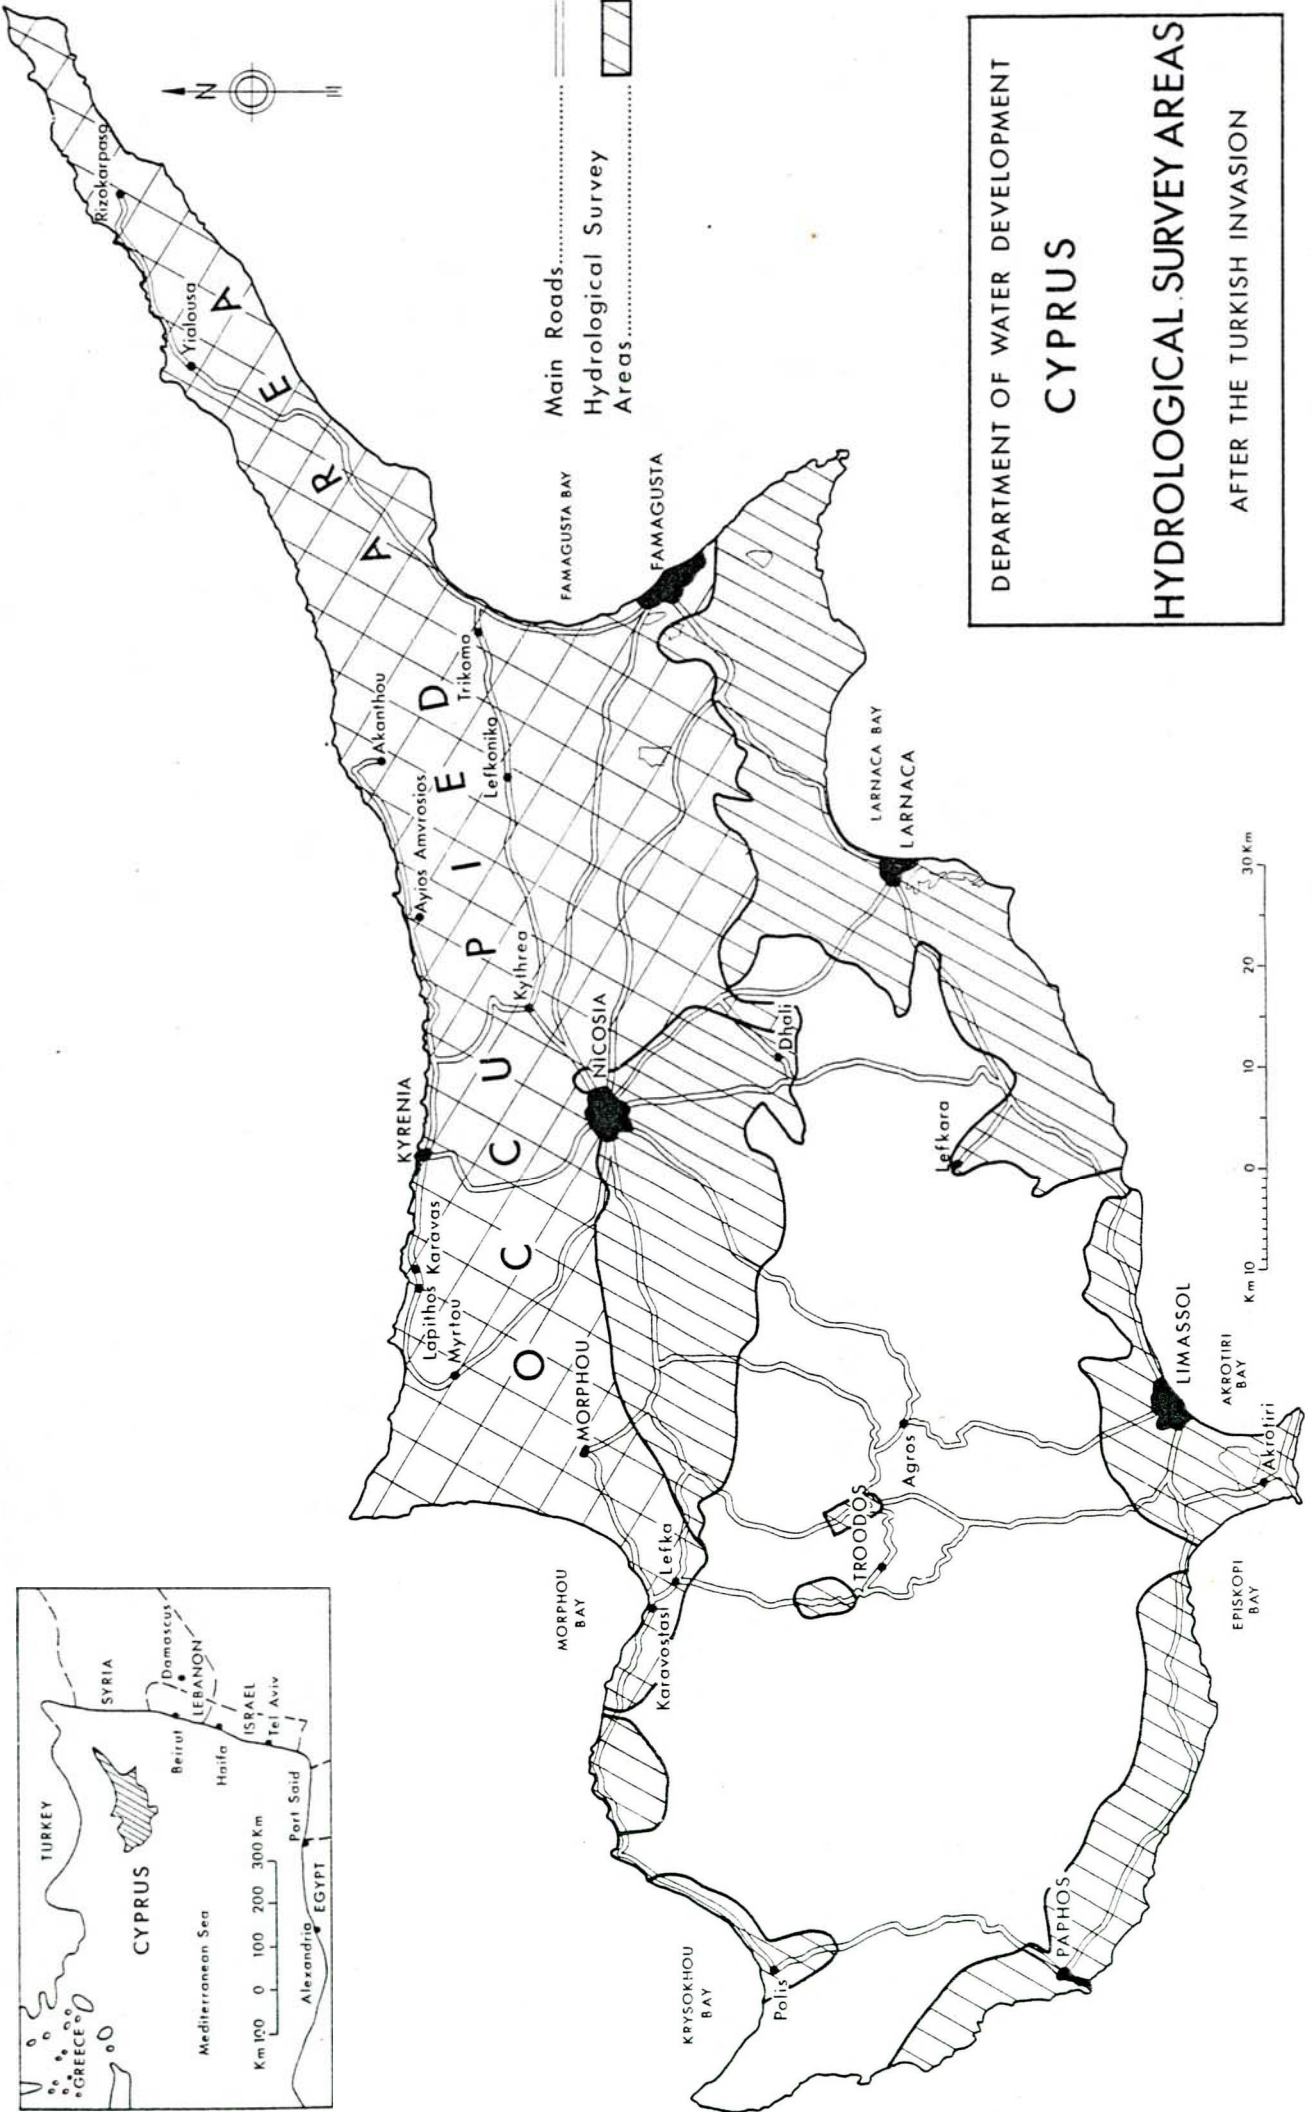 TURKEY
GREECE
CYPRUS
SYRIA
Damascus
Beirut
LEBANON
Haifa
ISRAEL
Tel Aviv
Mediterranean Sea
Km 100 0 100 200 300 Km
Alexandria
EGYPT
Port Said
N
Rizokarpaso
Yialousa
OCCUPIED AREA
Akanthou
Ayios Amvrosios
KYRENIA
Karavas
Lapithos
Myrtou
Trikomo
Lefkoniko
Kythrea
MORPHOU
NICOSIA
FAMAGUSTA BAY
FAMAGUSTA
MORPHOU
BAY
Lefka
Karavostasi
Dhali
KRYSOKHOU
BAY
Polis
TROODOS
Agros
Lefkara
LARNACA BAY
LARNACA
PAPHOS
LIMASSOL
AKROTIRI
BAY
Akrotiri
EPISKOPI
BAY
Km 10 0 10 20 30 Km
Main Roads
Hydrological Survey
Areas
DEPARTMENT OF WATER DEVELOPMENT
CYPRUS
HYDROLOGICAL SURVEY AREAS
AFTER THE TURKISH INVASION